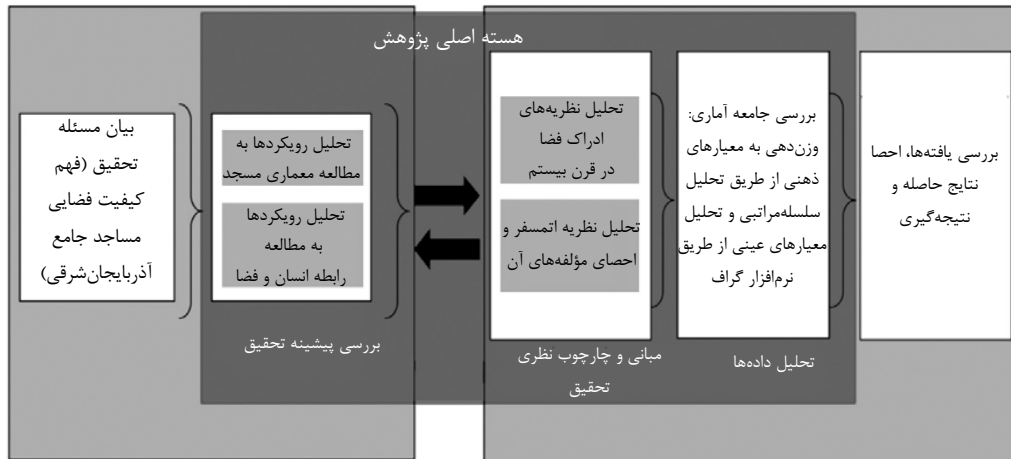 هسته اصلی پژوهش
بیان مسئله
تحقیق (فهم
کیفیت فضایی
مساجد جامع
آذربایجان‌شرقی)
تحلیل رویکردها به
مطالعه معماری مسجد
تحلیل رویکردها
به مطالعه
رابطه انسان و فضا
بررسی پیشینه تحقیق
تحلیل نظریه‌های
ادراک فضا
در قرن بیستم
تحلیل نظریه اتمسفر و
احصای مؤلفه‌های آن
مبانی و چارچوب نظری
تحقیق
بررسی جامعه آماری:
وزن‌دهی به معیارهای
ذهنی از طریق تحلیل
سلسله‌مراتبی و تحلیل
معیارهای عینی از طریق
نرم‌افزار گراف
تحلیل داده‌ها
بررسی یافته‌ها، احصا
نتایج حاصله و
نتیجه‌گیری